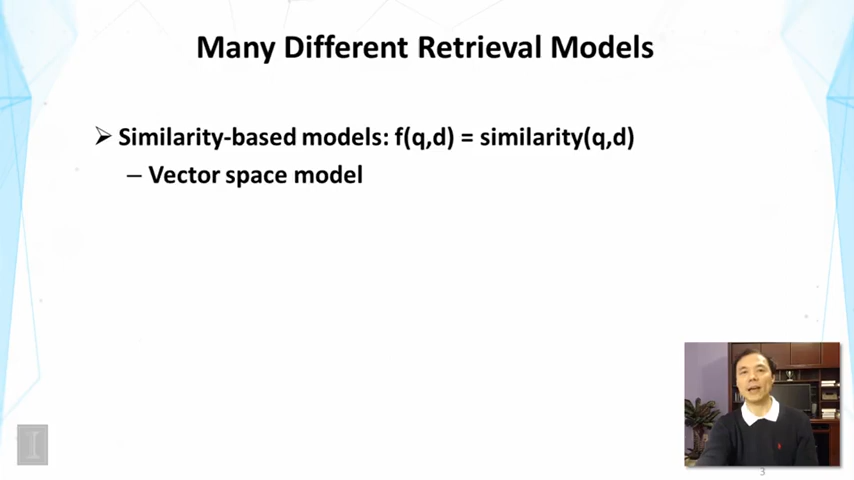 Many Different Retrieval Models
➢ Similarity-based models: f(q,d) = similarity(q,d)
– Vector space model
I
3